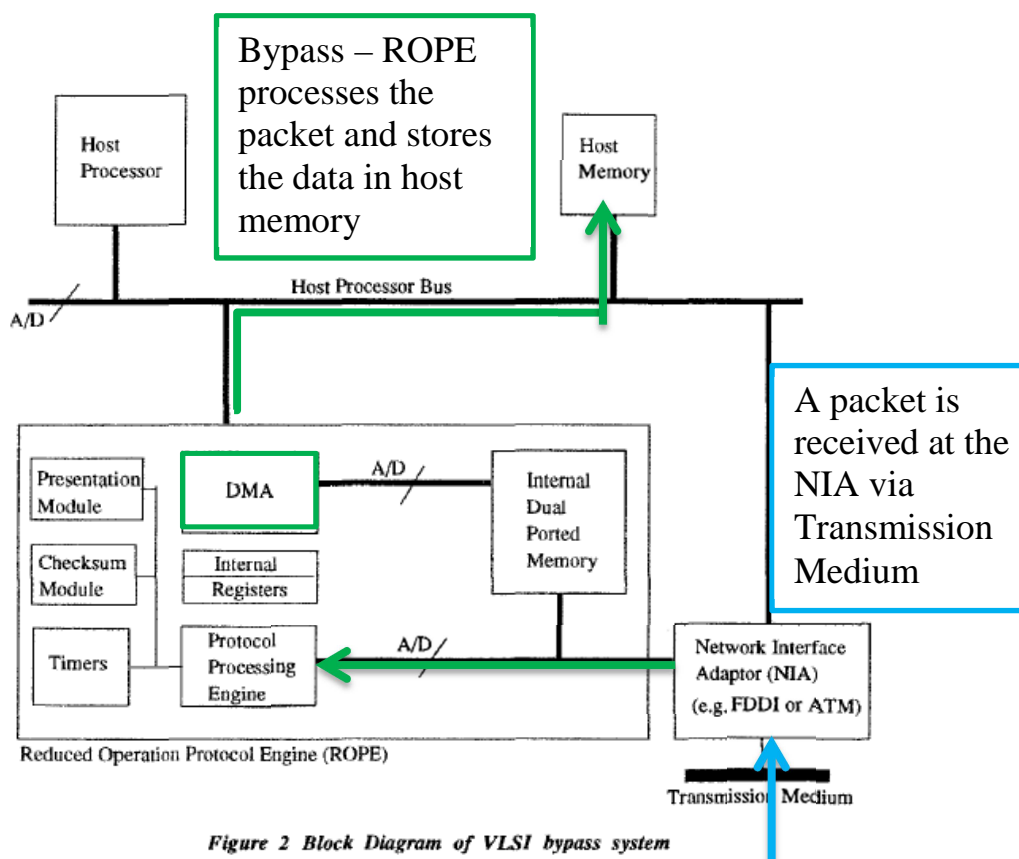 Bypass – ROPE
processes the
packet and stores
the data in host
memory
Host
Processor
Host
Memory
Host Processor Bus
A/D
A packet is
received at the
NIA via
Transmission
Medium
Presentation
Module
DMA
A/D
Internal
Dual
Ported
Memory
Checksum
Module
Internal
Registers
Timers
Protocol
Processing
Engine
A/D
Network Interface
Adaptor (NIA)
(e.g. FDDI or ATM)
Reduced Operation Protocol Engine (ROPE)
Transmission Medium
Figure 2 Block Diagram of VLSI bypass system